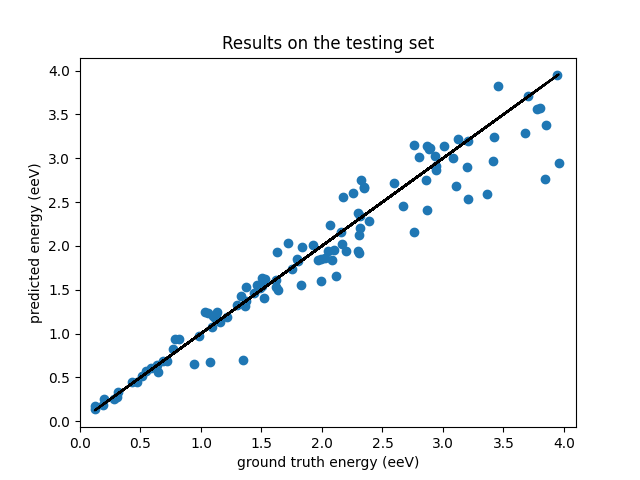 Results on the testing set
4.0
3.5
3.0
2.5
2.0
1.5
1.0
0.5
0.0
predicted energy (eeV)
0.0 0.5 1.0 1.5 2.0 2.5 3.0 3.5 4.0
ground truth energy (eeV)